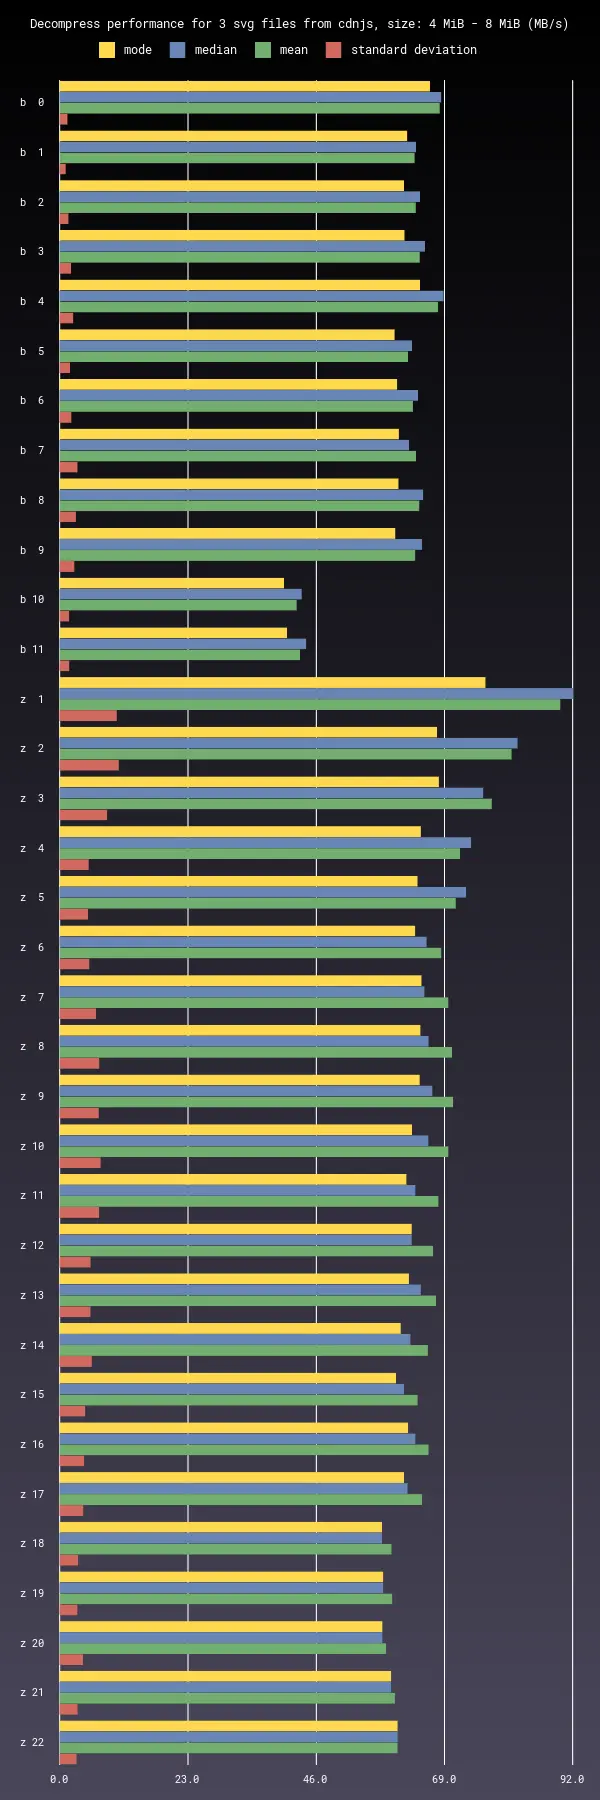 Decompress performance for 3 svg files from cdnjs, size: 4 MiB - 8 MiB (MB/s)
mode median mean standard deviation
b 0
b 1
b 2
b 3
b 4
b 5
b 6
b 7
b 8
b 9
b 10
b 11
z 1
z 2
z 3
z 4
z 5
z 6
z 7
z 8
z 9
z 10
z 11
z 12
z 13
z 14
z 15
z 16
z 17
z 18
z 19
z 20
z 21
z 22
0.0 23.0 46.0 69.0 92.0